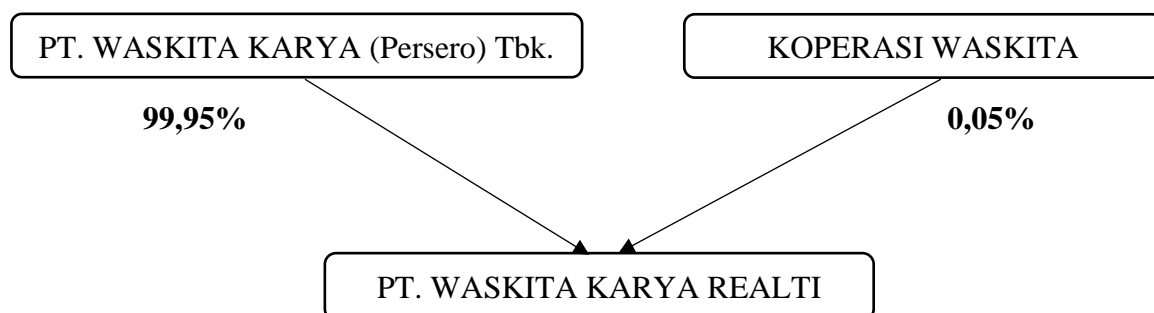 PT. WASKITA KARYA (Persero) Tbk.
KOPERASI WASKITA
99,95%
0,05%
PT. WASKITA KARYA REALTI